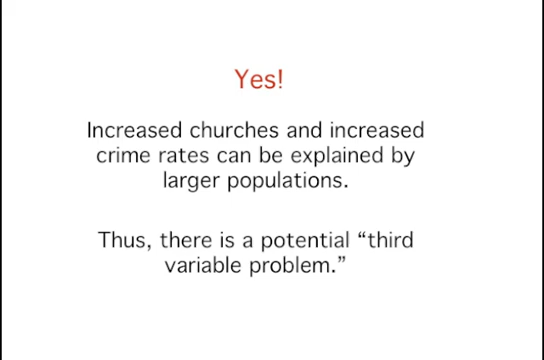 Yes!
Increased churches and increased
crime rates can be explained by
larger populations.
Thus, there is a potential “third
variable problem.”